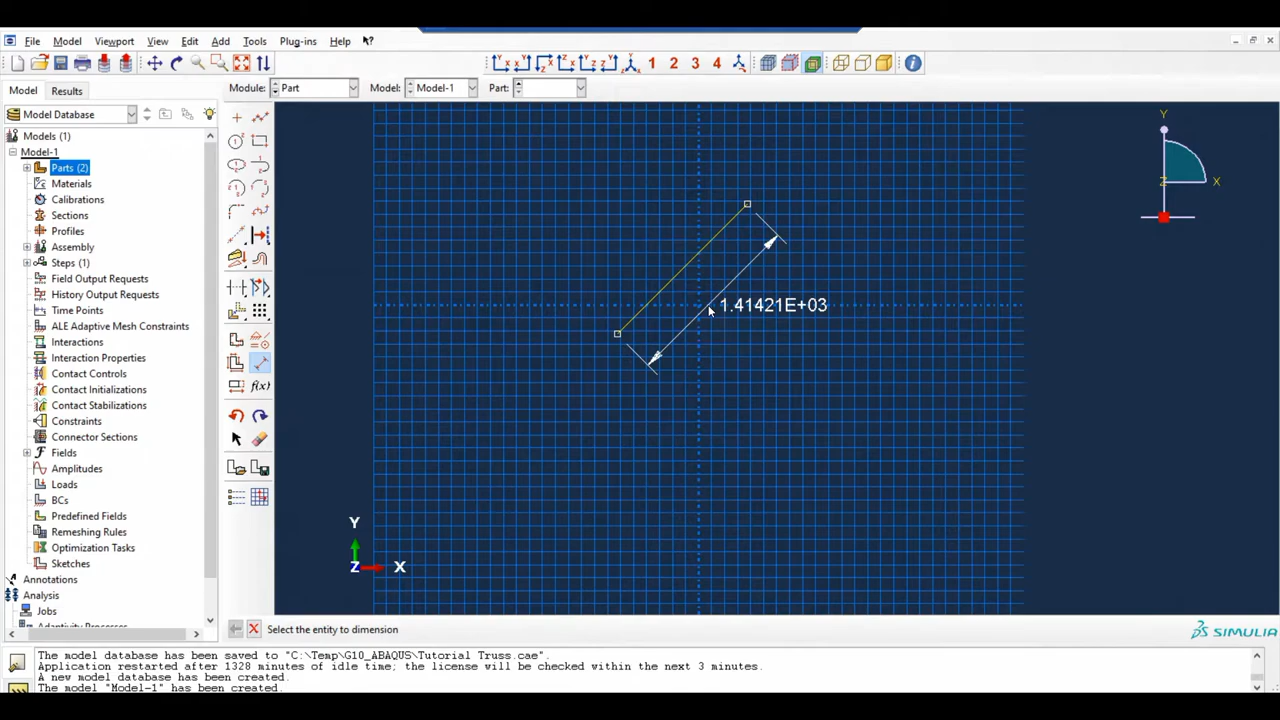 File Model Viewport View Edit Add Tools Plug-ins Help
1 2 3 4
Model Results Module: Part Model: Model-1 Part:
Model Database
Models (1)
Model-1
Parts (2)
Materials
Calibrations
Sections
Profiles
Assembly
Steps (1)
Field Output Requests
History Output Requests
Time Points
ALE Adaptive Mesh Constraints
Interactions
Interaction Properties
Contact Controls
Contact Initializations
Contact Stabilizations
Constraints
Connector Sections
Fields
Amplitudes
Loads
BCs
Predefined Fields
Remeshing Rules
Optimization Tasks
Sketches
Annotations
Analysis
Jobs
f(x)
Y
Z X
1.41421E+03
Y
Z X
Select the entity to dimension
SIMULIA
The model database has been saved to "C:\Temp\G10_ABAQUS\Tutorial Truss.cae".
Application restarted after 1328 minutes of idle time; the license will be checked within the next 3 minutes.
A new model database has been created.
The model "Model-1" has been created.